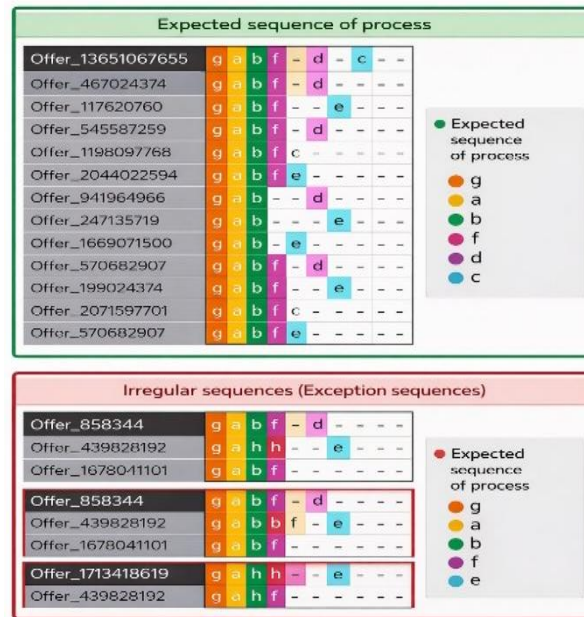 Expected sequence of process
Offer_13651067655 g a b f - d - c - -
Offer_467024374 g a b f - d - - - -
Offer_117620760 g a b f - - e - - -
Offer_545587259 g a b f - d - - - -
Offer_1198097768 g a b f c - - - - -
Offer_2044022594 g a b f e - - - - -
Offer_941964966 g a b - - d - - - -
Offer_247135719 g a b - - - e - - -
Offer_1669071500 g a b - e - - - - -
Offer_570682907 g a b f - d - - - -
Offer_199024374 g a b f - - e - - -
Offer_2071597701 g a b f c - - - - -
Offer_570682907 g a b f e - - - - -
Expected
sequence
of process
g
a
b
f
d
c
Irregular sequences (Exception sequences)
Offer_858344 g a b f - d - - - -
Offer_439828192 g a h h - - e - - -
Offer_1678041101 g a b f - - - - - -
Offer_858344 g a b f - d - - - -
Offer_439828192 g a b b f - e - - -
Offer_1678041101 g a b f - - - - - -
Offer_1713418619 g a h h - - e - - -
Offer_439828192 g a h f - - - - - -
Expected
sequence
of process
g
a
b
f
e